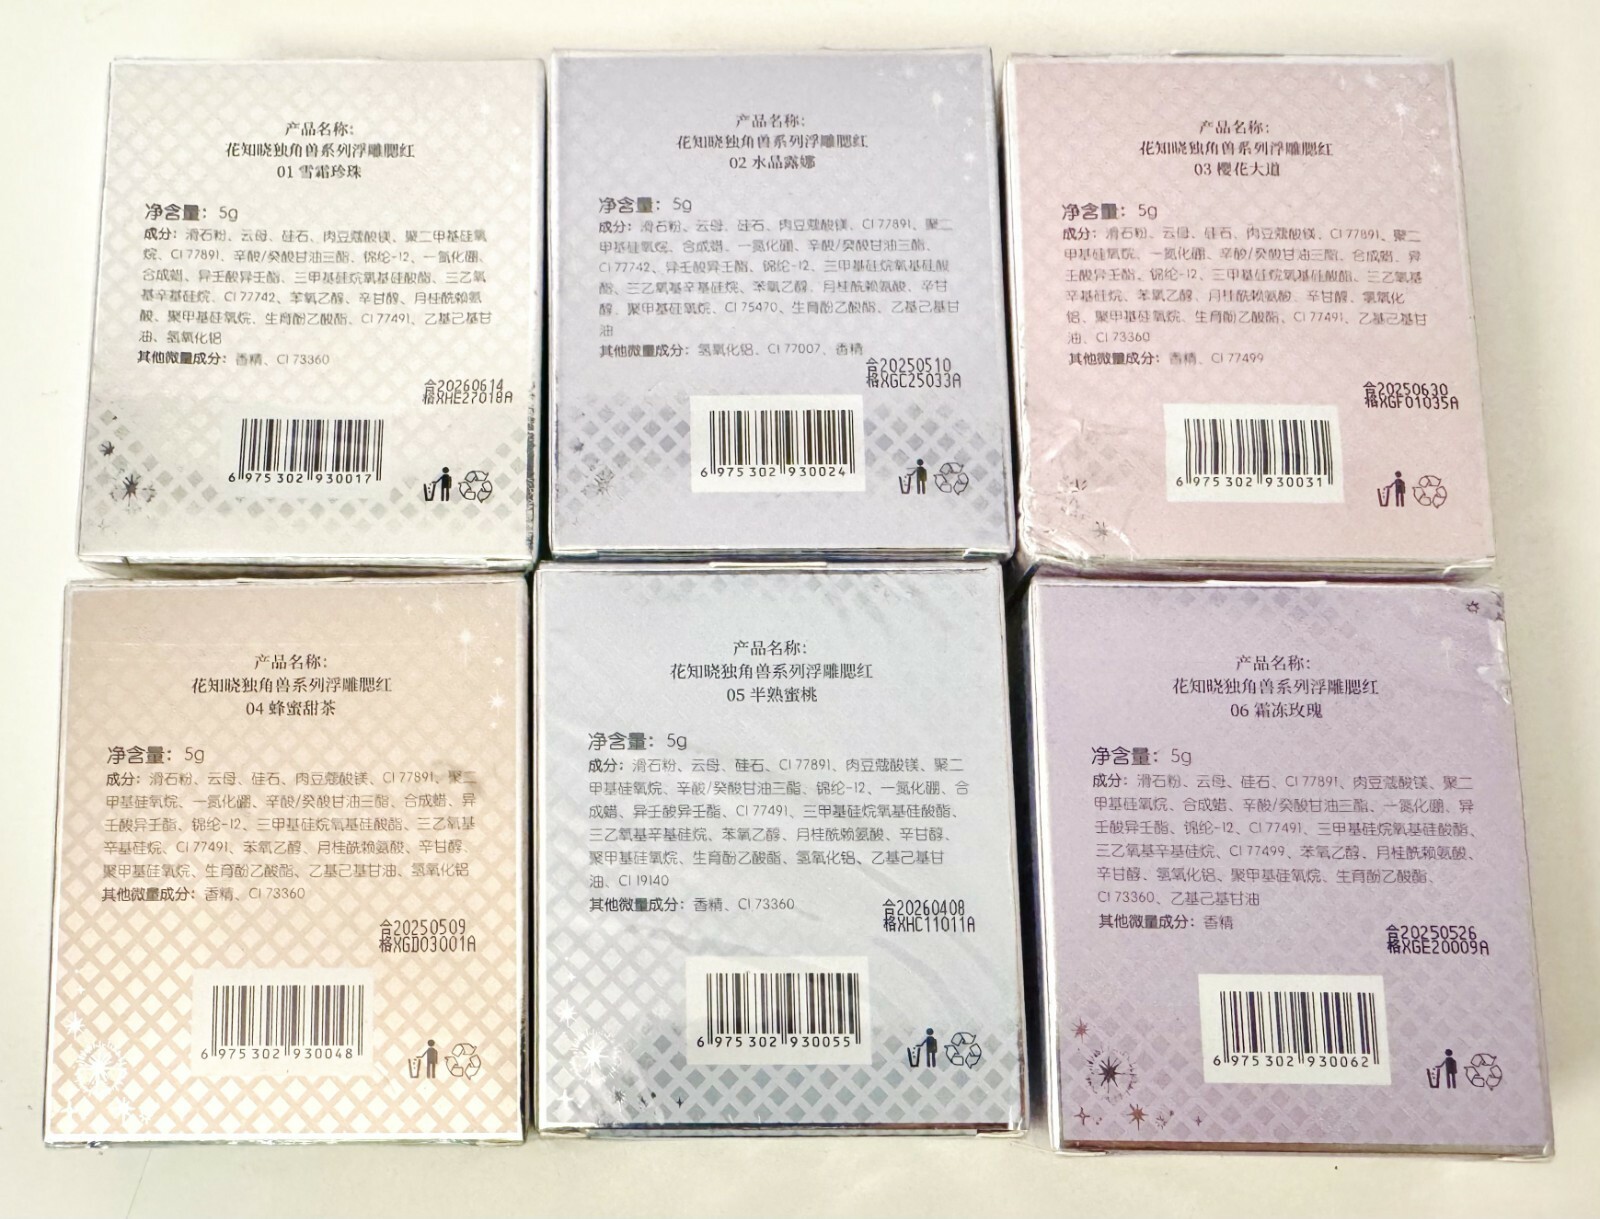 产品名称:
花知晓独角兽系列浮雕腮红
01 雪霜珍珠
净含量: 5g
成分: 滑石粉、云母、硅石、肉豆蔻酸镁、聚二甲基硅氧
烷、CI 77891、辛酸/癸酸甘油三酯、锦纶-12、一氮化硼、
合成蜡、异壬酸异壬酯、三甲基硅烷氧基硅酸酯、三乙氧
基辛基硅烷、CI 77742、苯氧乙醇、辛甘醇、月桂酰赖氨
酸、聚甲基硅氧烷、生育酚乙酸酯、CI 77491、乙基己基甘
油、氢氧化铝
其他微量成分: 香精、CI 73360
合20260614
格XHE27018A
6 975302 930017
产品名称:
花知晓独角兽系列浮雕腮红
02 水晶露娜
净含量: 5g
成分: 滑石粉、云母、硅石、肉豆蔻酸镁、CI 77891、聚二
甲基硅氧烷、合成蜡、一氮化硼、辛酸/癸酸甘油三酯、
CI 77742、异壬酸异壬酯、锦纶-12、三甲基硅烷氧基硅酸
酯、三乙氧基辛基硅烷、苯氧乙醇、月桂酰赖氨酸、辛甘
醇、聚甲基硅氧烷、CI 75470、生育酚乙酸酯、乙基己基甘
油
其他微量成分: 氢氧化铝、CI 77007、香精
合20250510
格XGC25033A
6 975302 930024
产品名称:
花知晓独角兽系列浮雕腮红
03 樱花大道
净含量: 5g
成分: 滑石粉、云母、硅石、肉豆蔻酸镁、CI 77891、聚二
甲基硅氧烷、一氮化硼、辛酸/癸酸甘油三酯、合成蜡、异
壬酸异壬酯、锦纶-12、三甲基硅烷氧基硅酸酯、三乙氧基
辛基硅烷、苯氧乙醇、月桂酰赖氨酸、辛甘醇、氢氧化
铝、聚甲基硅氧烷、生育酚乙酸酯、CI 77491、乙基己基甘
油、CI 73360
其他微量成分: 香精、CI 77499
合20250630
格XGF01035A
6 975302 930031
产品名称:
花知晓独角兽系列浮雕腮红
04 蜂蜜甜茶
净含量: 5g
成分: 滑石粉、云母、硅石、肉豆蔻酸镁、CI 77891、聚二
甲基硅氧烷、一氮化硼、辛酸/癸酸甘油三酯、合成蜡、异
壬酸异壬酯、锦纶-12、三甲基硅烷氧基硅酸酯、三乙氧基
辛基硅烷、CI 77491、苯氧乙醇、月桂酰赖氨酸、辛甘醇、
聚甲基硅氧烷、生育酚乙酸酯、乙基己基甘油、氢氧化铝
其他微量成分: 香精、CI 73360
合20250509
格XGD03001A
6 975302 930048
产品名称:
花知晓独角兽系列浮雕腮红
05 半熟蜜桃
净含量: 5g
成分: 滑石粉、云母、硅石、CI 77891、肉豆蔻酸镁、聚二
甲基硅氧烷、辛酸/癸酸甘油三酯、锦纶-12、一氮化硼、合
成蜡、异壬酸异壬酯、CI 77491、三甲基硅烷氧基硅酸酯、
三乙氧基辛基硅烷、苯氧乙醇、月桂酰赖氨酸、辛甘醇、
聚甲基硅氧烷、生育酚乙酸酯、氢氧化铝、乙基己基甘
油、CI 19140
其他微量成分: 香精、CI 73360
合20260408
格XHC11011A
6 975302 930055
产品名称:
花知晓独角兽系列浮雕腮红
06 霜冻玫瑰
净含量: 5g
成分: 滑石粉、云母、硅石、CI 77891、肉豆蔻酸镁、聚二
甲基硅氧烷、合成蜡、辛酸/癸酸甘油三酯、一氮化硼、异
壬酸异壬酯、锦纶-12、CI 77491、三甲基硅烷氧基硅酸酯、
三乙氧基辛基硅烷、CI 77499、苯氧乙醇、月桂酰赖氨酸、
辛甘醇、氢氧化铝、聚甲基硅氧烷、生育酚乙酸酯、
CI 73360、乙基己基甘油
其他微量成分: 香精
合20250526
格XGE20009A
6 975302 930062